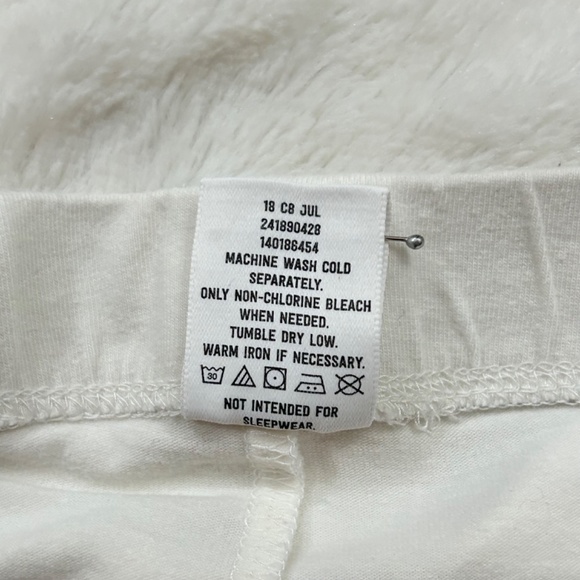 18 C8 JUL
241890428
140186454
MACHINE WASH COLD
SEPARATELY.
ONLY NON-CHLORINE BLEACH
WHEN NEEDED.
TUMBLE DRY LOW.
WARM IRON IF NECESSARY.
30
NOT INTENDED FOR
SLEEPWEAR.